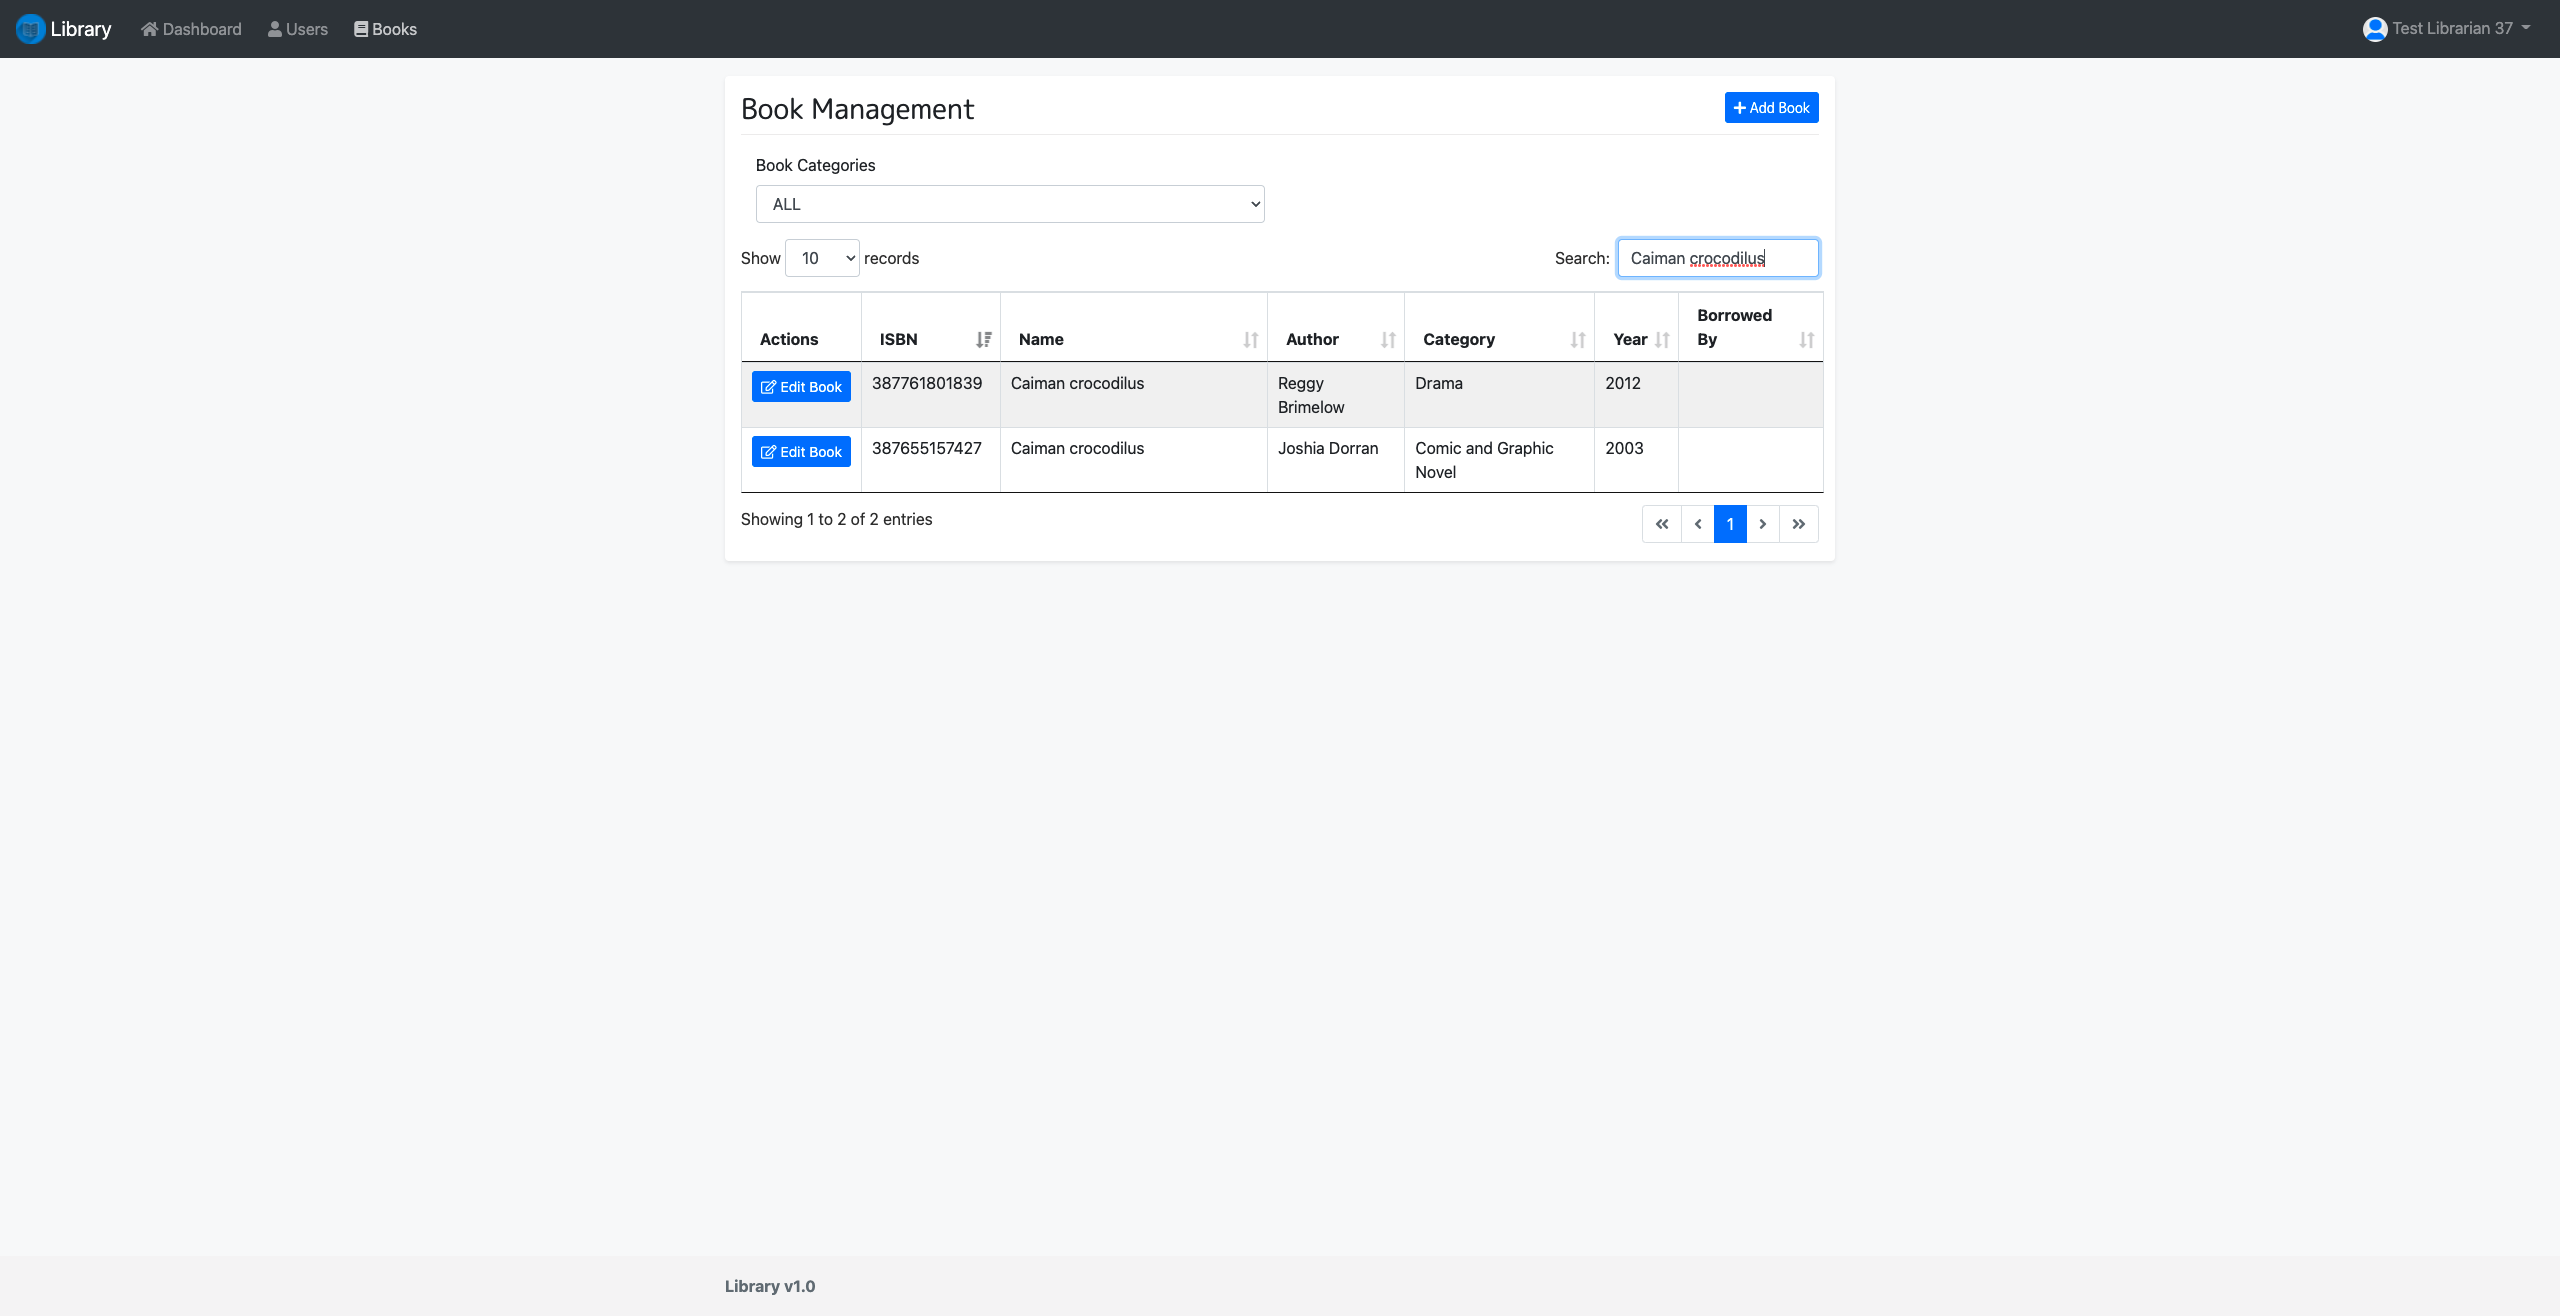 Library Dashboard Users Books Test Librarian 37
Book Management Add Book
Book Categories
ALL
Show 10 records Search: Caiman crocodilus
Actions ISBN Name Author Category Year Borrowed By
Edit Book 387761801839 Caiman crocodilus Reggy Brimelow Drama 2012
Edit Book 387655157427 Caiman crocodilus Joshia Dorran Comic and Graphic Novel 2003
Showing 1 to 2 of 2 entries « ‹ 1 › »
Library v1.0